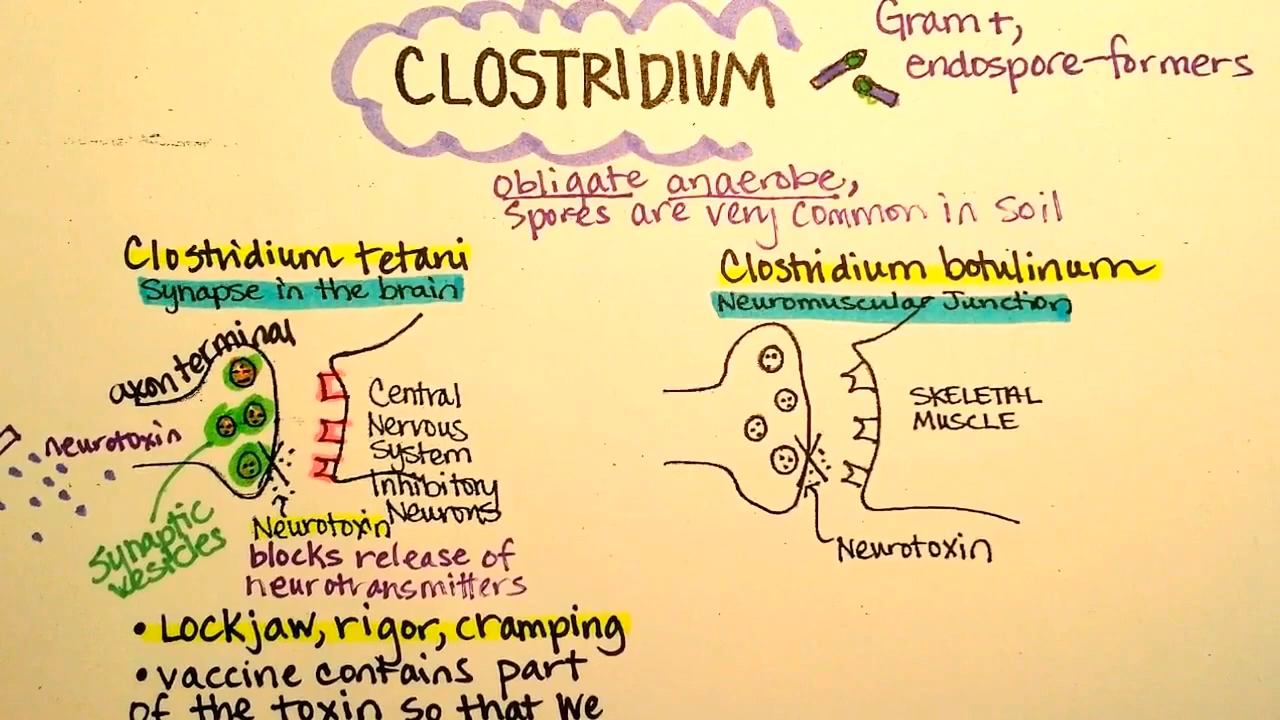 CLOSTRIDIUM
Gram+,
endospore-formers
obligate anaerobe,
spores are very common in soil
Clostridium tetani
Synapse in the brain
axon terminal
neurotoxin
Central
Nervous
System
Inhibitory
Neurons
Synaptic
vesicles
Neurotoxin
blocks release of
neurotransmitters
• Lockjaw, rigor, cramping
• vaccine contains part
of the toxin so that we
Clostridium botulinum
Neuromuscular Junction
SKELETAL
MUSCLE
Neurotoxin